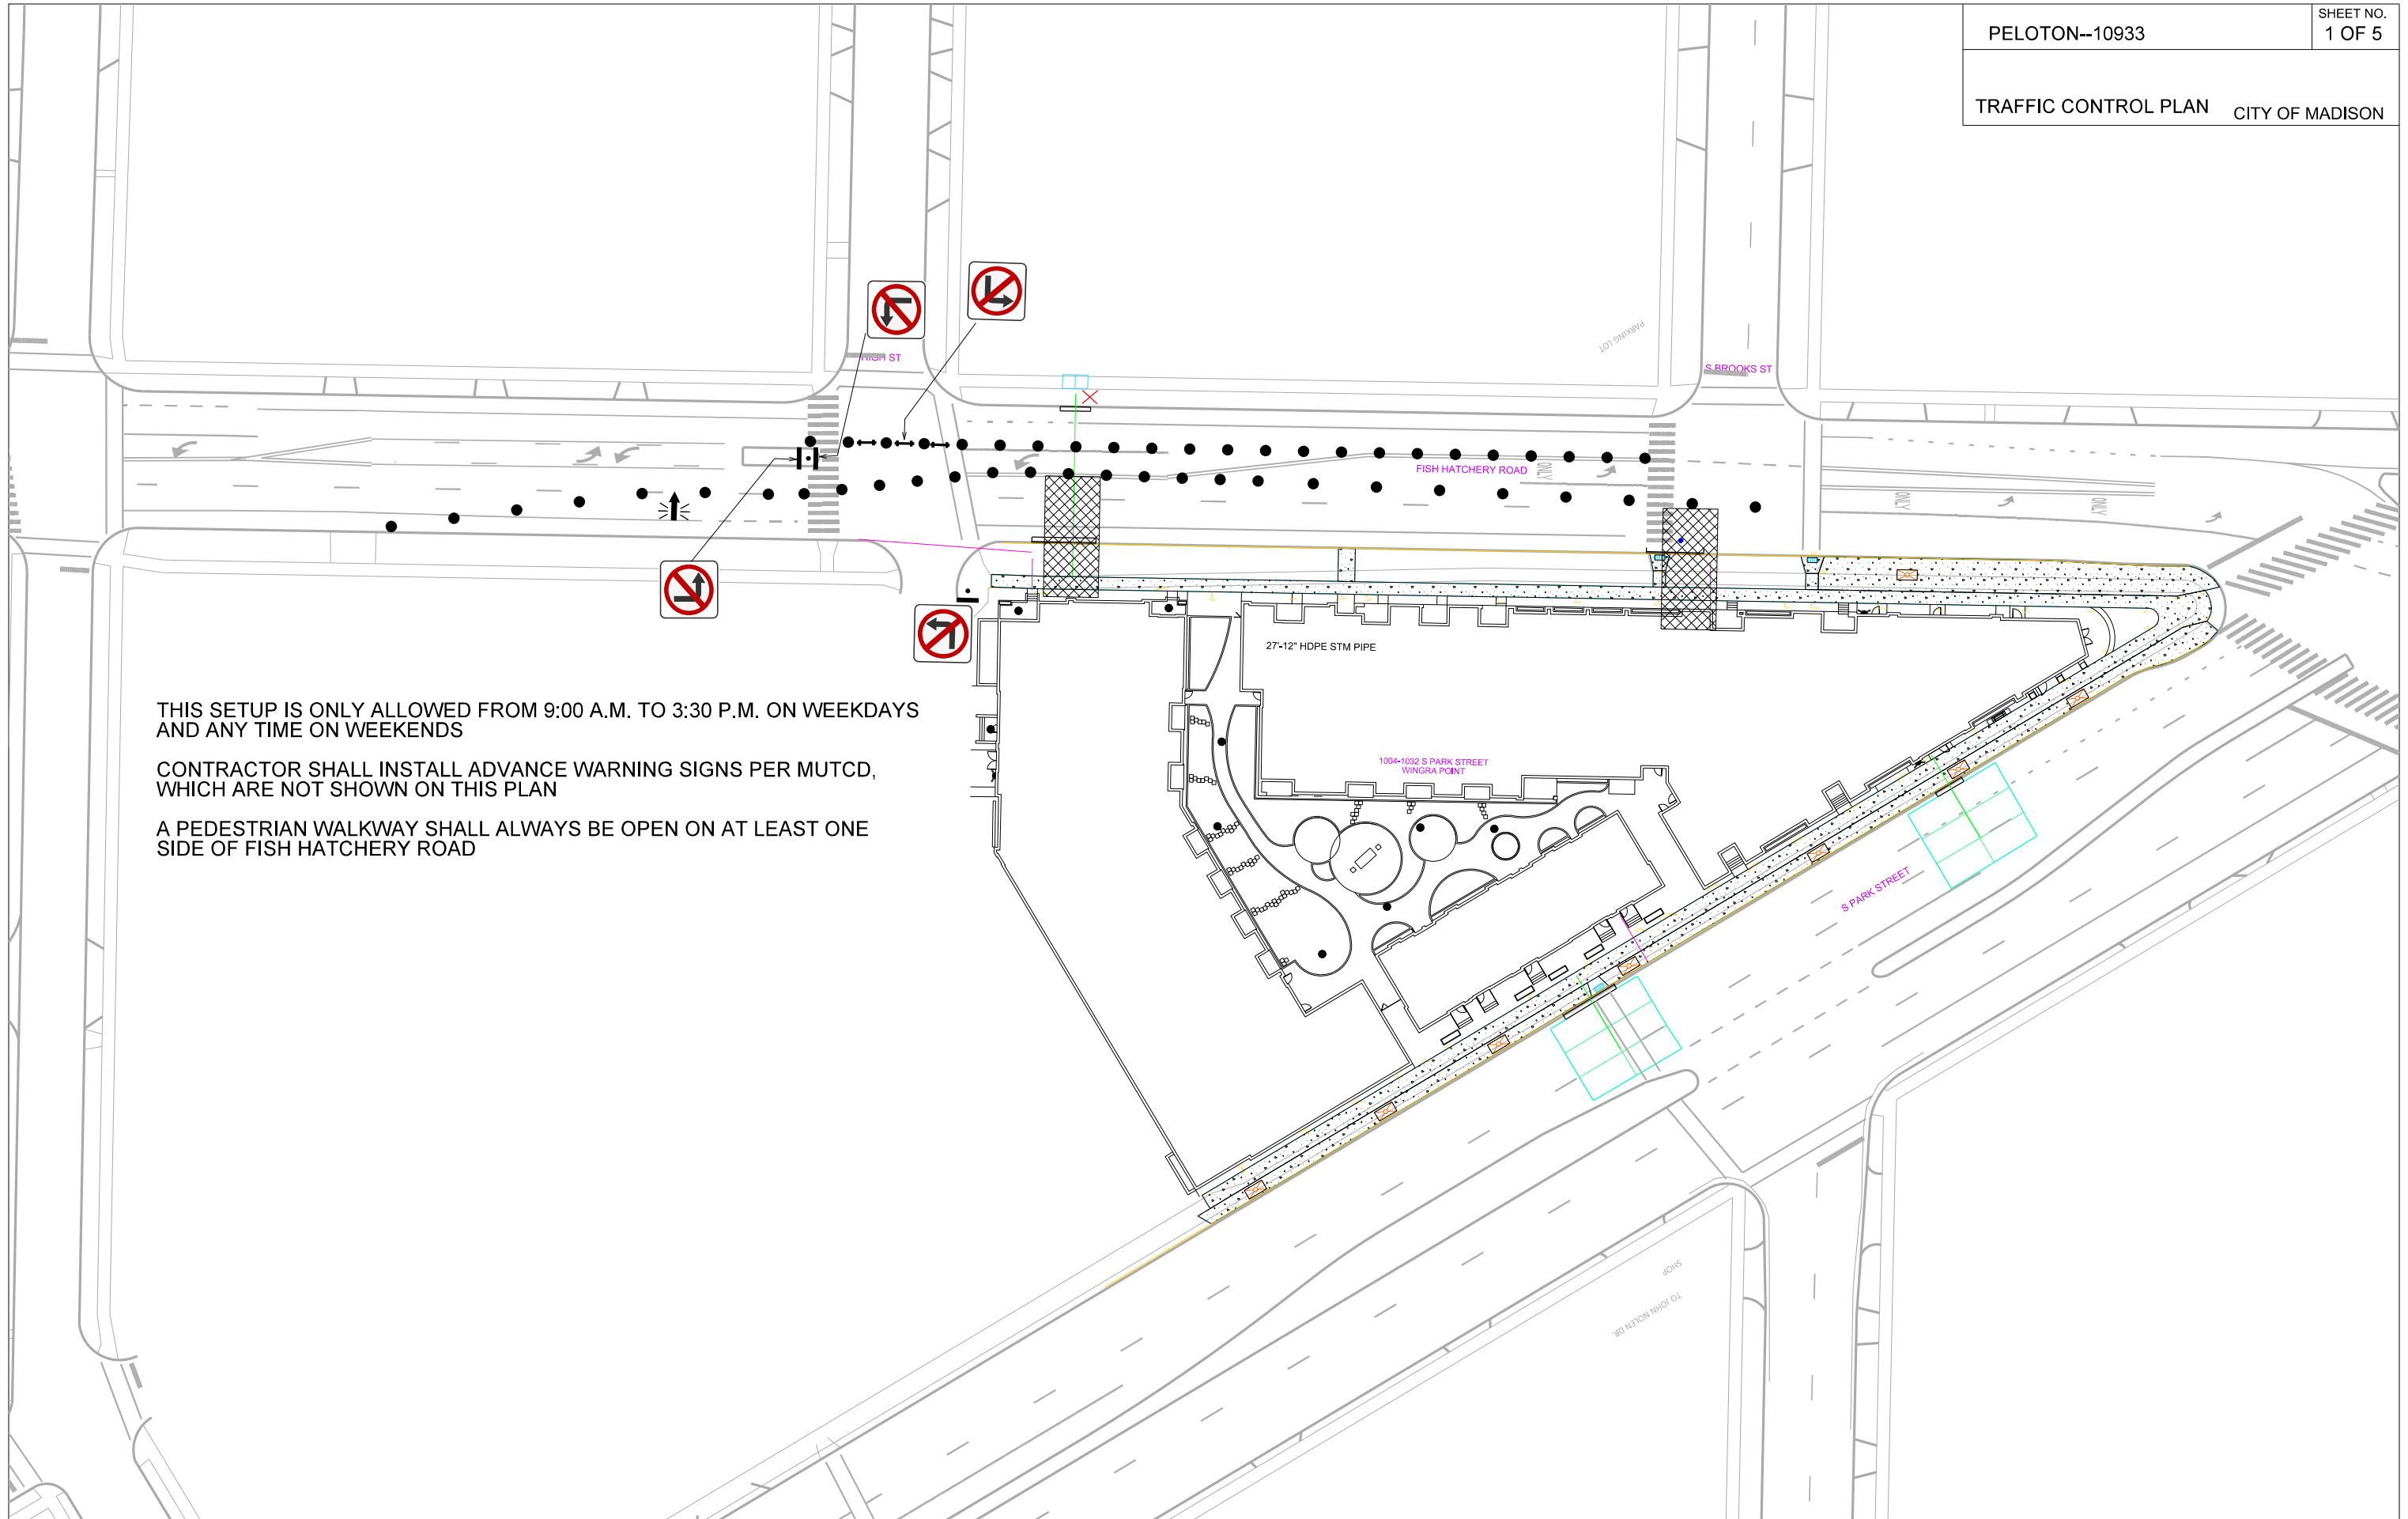 PELOTON--10933
SHEET NO.
1 OF 5
TRAFFIC CONTROL PLAN
CITY OF MADISON
HIGH ST
PARKING LOT
S BROOKS ST
FISH HATCHERY ROAD
ONLY
ONLY
ONLY
27'-12" HDPE STM PIPE
THIS SETUP IS ONLY ALLOWED FROM 9:00 A.M. TO 3:30 P.M. ON WEEKDAYS
AND ANY TIME ON WEEKENDS
CONTRACTOR SHALL INSTALL ADVANCE WARNING SIGNS PER MUTCD,
WHICH ARE NOT SHOWN ON THIS PLAN
A PEDESTRIAN WALKWAY SHALL ALWAYS BE OPEN ON AT LEAST ONE
SIDE OF FISH HATCHERY ROAD
1004-1032 S PARK STREET
WINGRA POINT
S PARK STREET
SHOP
TO JOHN NOLEN DR.